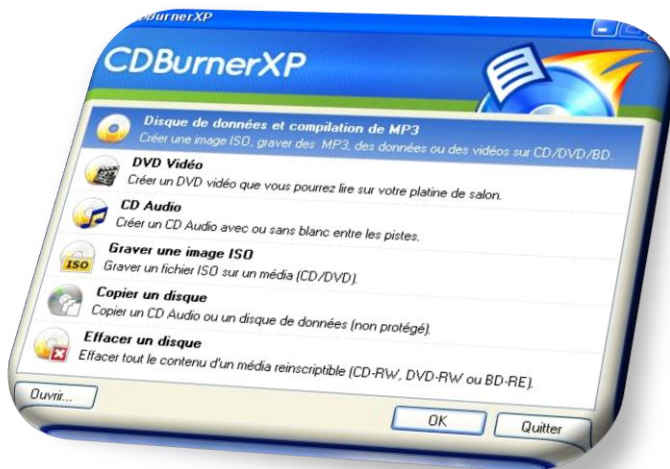 CDBurnerXP
CDBurnerXP
Disque de données et compilation de MP3
Créer une image ISO, graver des MP3, des données ou des vidéos sur CD/DVD/BD.
DVD Vidéo
Créer un DVD vidéo que vous pourrez lire sur votre platine de salon.
CD Audio
Créer un CD Audio avec ou sans blanc entre les pistes.
Graver une image ISO
ISO
Graver un fichier ISO sur un média (CD/DVD).
Copier un disque
Copier un CD Audio ou un disque de données (non protégé).
Effacer un disque
Effacer tout le contenu d'un média reinscriptible (CD-RW, DVD-RW ou BD-RE).
Ouvrir...
OK
Quitter